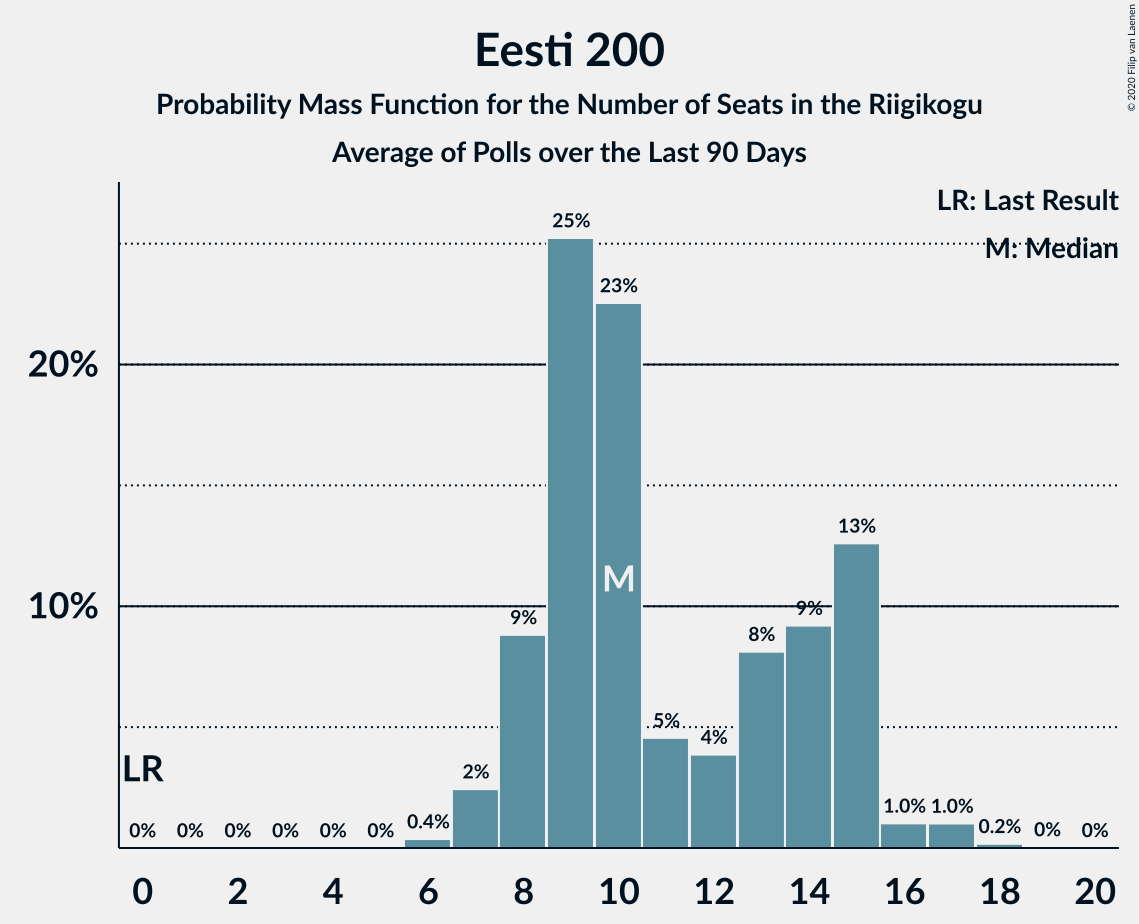 Eesti 200
Probability Mass Function for the Number of Seats in the Riigikogu
Average of Polls over the Last 90 Days
© 2020 Filip van Laenen
LR: Last Result
M: Median
25%
23%
20%
13%
M
10%
9%
9%
8%
5%
4%
LR
2%
1.0% 1.0%
0% 0% 0% 0% 0% 0% 0.4% 0.2% 0% 0%
0 2 4 6 8 10 12 14 16 18 20